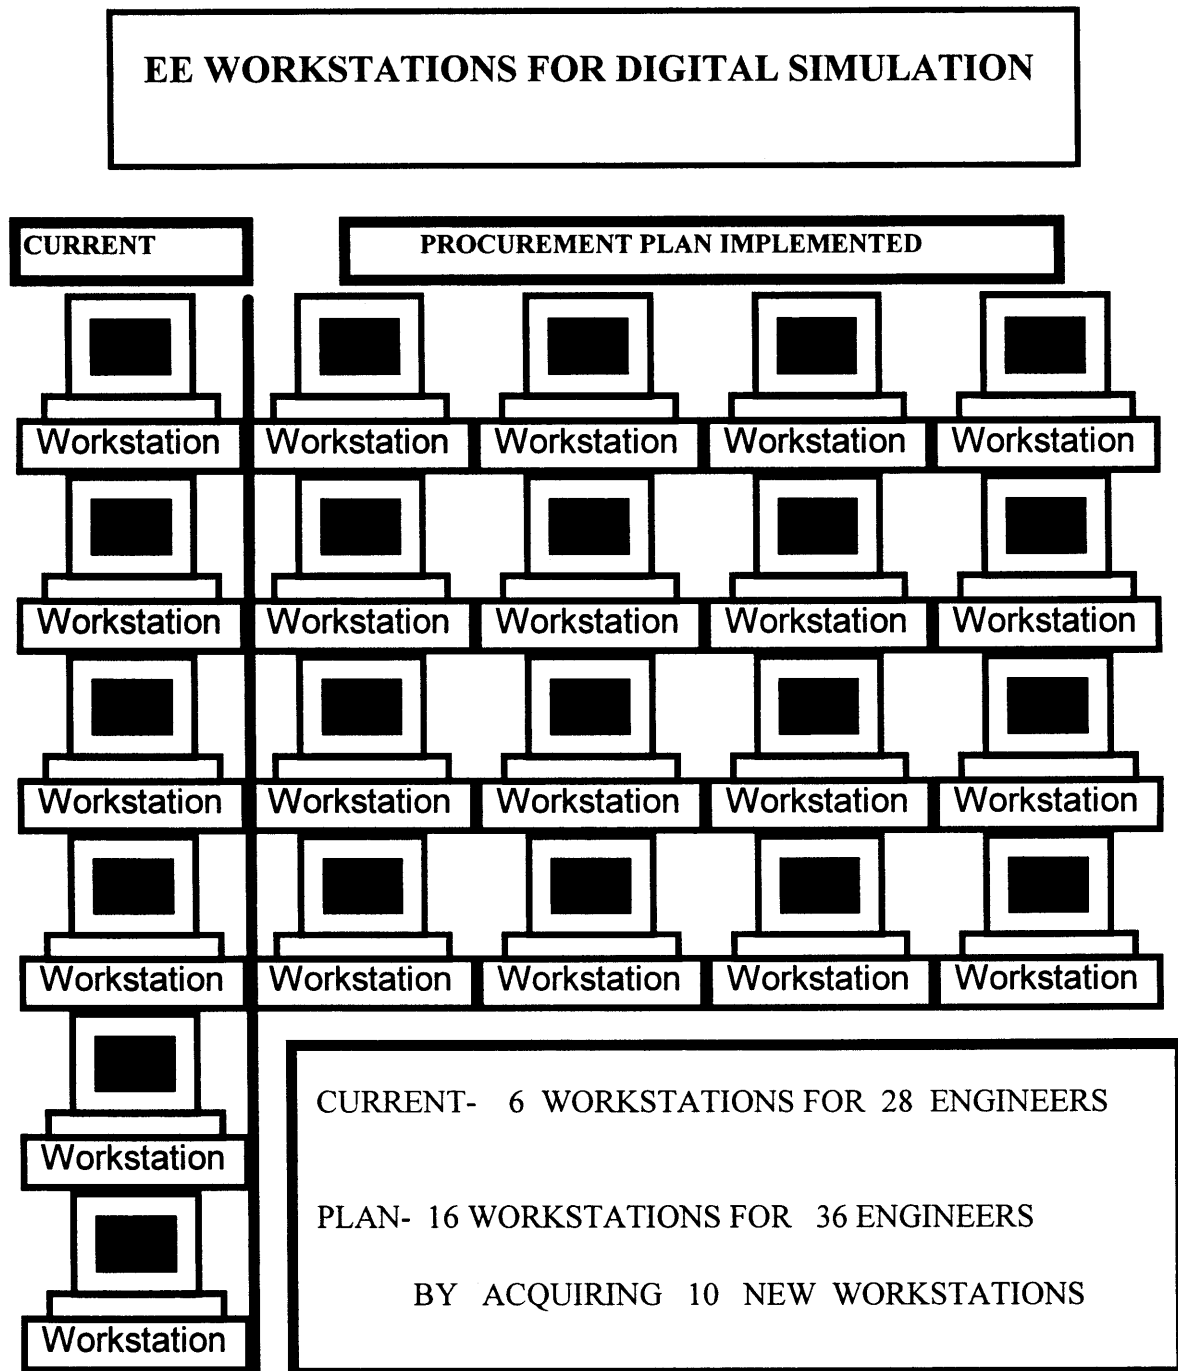 EE WORKSTATIONS FOR DIGITAL SIMULATION
CURRENT PROCUREMENT PLAN IMPLEMENTED
Workstation Workstation Workstation Workstation Workstation
Workstation Workstation Workstation Workstation Workstation
Workstation Workstation Workstation Workstation Workstation
Workstation Workstation Workstation Workstation Workstation
Workstation
Workstation
CURRENT- 6 WORKSTATIONS FOR 28 ENGINEERS
PLAN- 16 WORKSTATIONS FOR 36 ENGINEERS
BY ACQUIRING 10 NEW WORKSTATIONS